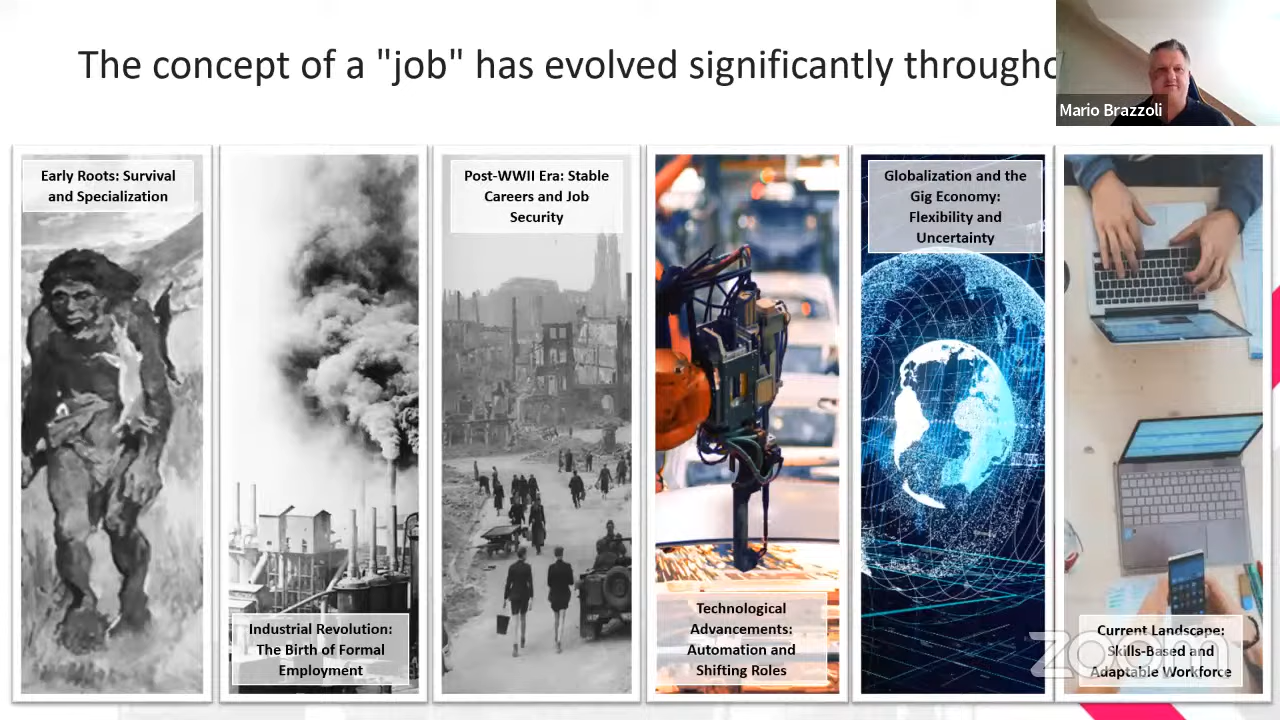 The concept of a "job" has evolved significantly througho
Mario Brazzoli
Early Roots: Survival
and Specialization
Industrial Revolution:
The Birth of Formal
Employment
Post-WWII Era: Stable
Careers and Job
Security
Technological
Advancements:
Automation and
Shifting Roles
Globalization and the
Gig Economy:
Flexibility and
Uncertainty
Current Landscape:
Skills-Based and
Adaptable Workforce
zoom